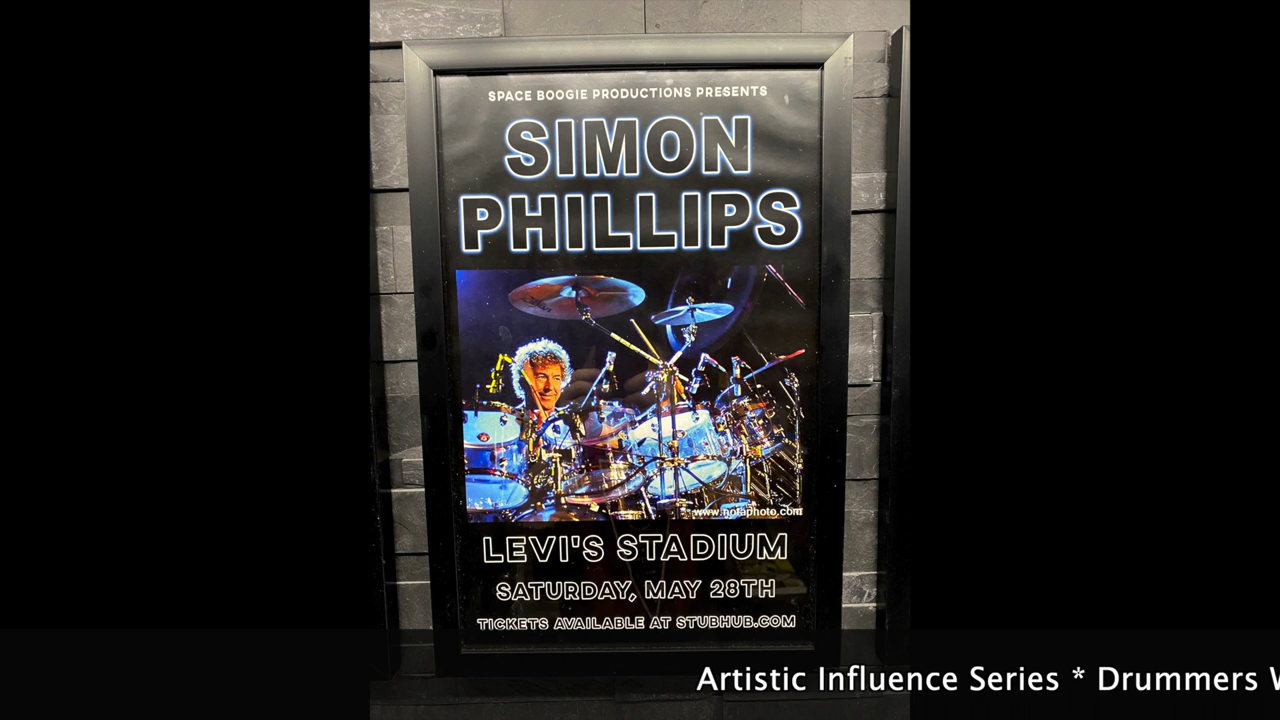 SPACE BOOGIE PRODUCTIONS PRESENTS
SIMON
PHILLIPS
www.notaphoto.com
LEVI'S STADIUM
SATURDAY, MAY 28TH
TICKETS AVAILABLE AT STUBHUB.COM
Artistic Influence Series * Drummers